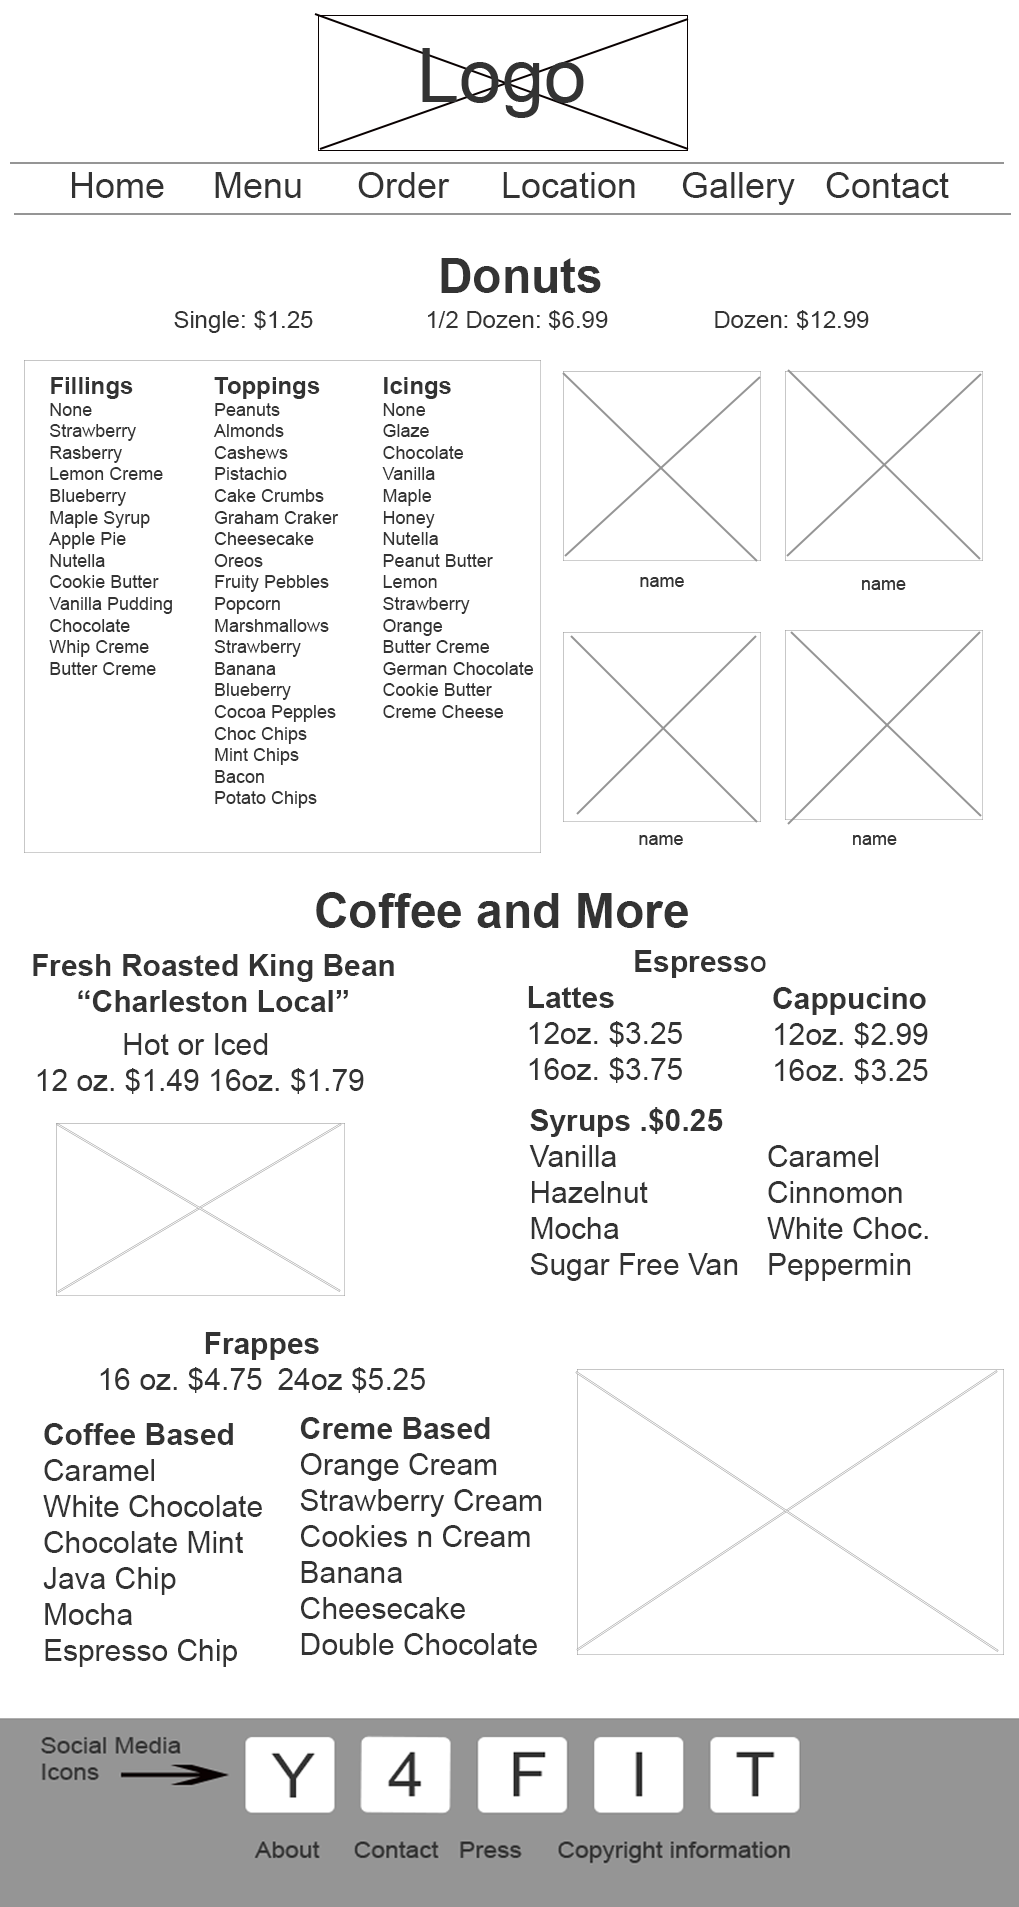 Logo
Home Menu Order Location Gallery Contact
Donuts
Single: $1.25 1/2 Dozen: $6.99 Dozen: $12.99
Fillings
None
Strawberry
Rasberry
Lemon Creme
Blueberry
Maple Syrup
Apple Pie
Nutella
Cookie Butter
Vanilla Pudding
Chocolate
Whip Creme
Butter Creme
Toppings
Peanuts
Almonds
Cashews
Pistachio
Cake Crumbs
Graham Craker
Cheesecake
Oreos
Fruity Pebbles
Popcorn
Marshmallows
Strawberry
Banana
Blueberry
Cocoa Pepples
Choc Chips
Mint Chips
Bacon
Potato Chips
Icings
None
Glaze
Chocolate
Vanilla
Maple
Honey
Nutella
Peanut Butter
Lemon
Strawberry
Orange
Butter Creme
German Chocolate
Cookie Butter
Creme Cheese
name
name
name
name
Coffee and More
Fresh Roasted King Bean
“Charleston Local”
Hot or Iced
12 oz. $1.49 16oz. $1.79
Espresso
Lattes
12oz. $3.25
16oz. $3.75
Cappucino
12oz. $2.99
16oz. $3.25
Syrups .$0.25
Vanilla
Hazelnut
Mocha
Sugar Free Van
Caramel
Cinnomon
White Choc.
Peppermin
Frappes
16 oz. $4.75 24oz $5.25
Coffee Based
Caramel
White Chocolate
Chocolate Mint
Java Chip
Mocha
Espresso Chip
Creme Based
Orange Cream
Strawberry Cream
Cookies n Cream
Banana
Cheesecake
Double Chocolate
Social Media
Icons
Y 4 F I T
About Contact Press Copyright information